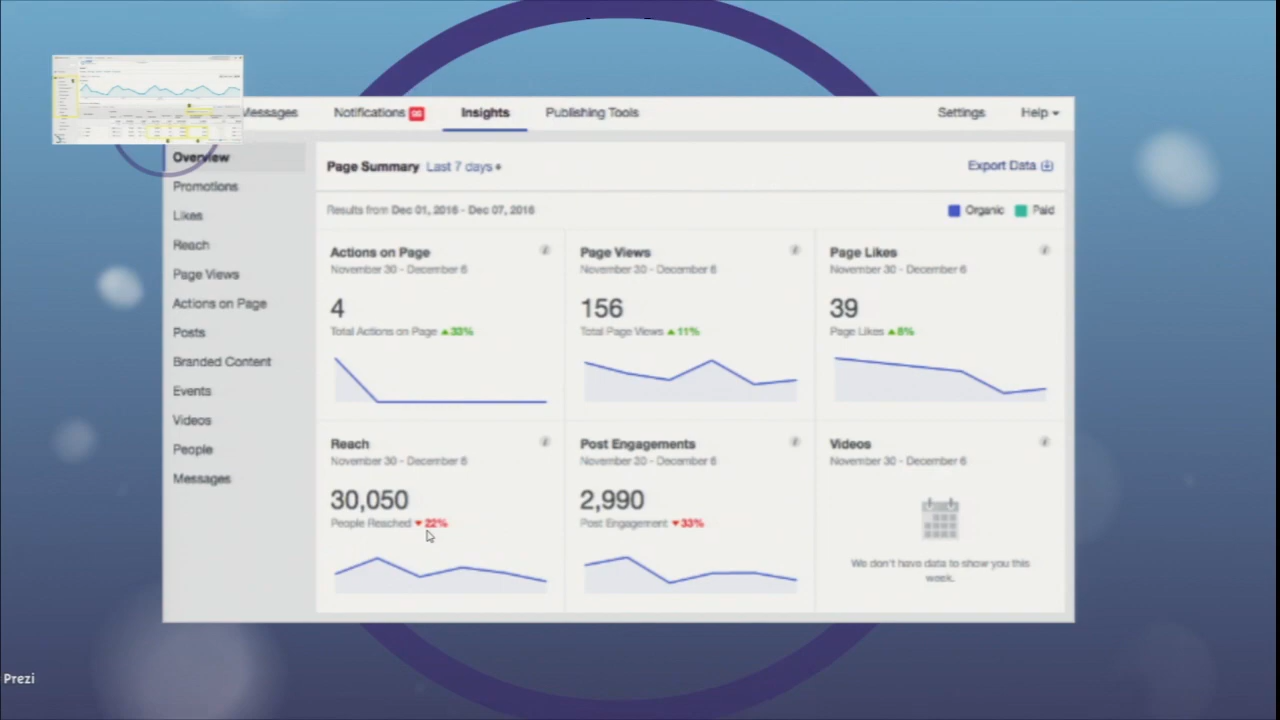 Messages Notifications Insights Publishing Tools Settings Help
Overview
Promotions
Likes
Reach
Page Views
Actions on Page
Posts
Branded Content
Events
Videos
People
Messages
Page Summary Last 7 days
Export Data
Results from Dec 01, 2016 - Dec 07, 2016
Organic Paid
Actions on Page
November 30 - December 6
4
Total Actions on Page ▲33%
Page Views
November 30 - December 6
156
Total Page Views ▲11%
Page Likes
November 30 - December 6
39
Page Likes ▲8%
Reach
November 30 - December 6
30,050
People Reached ▼22%
Post Engagements
November 30 - December 6
2,990
Post Engagement ▼33%
Videos
November 30 - December 6
We don't have data to show you this
week.
Prezi